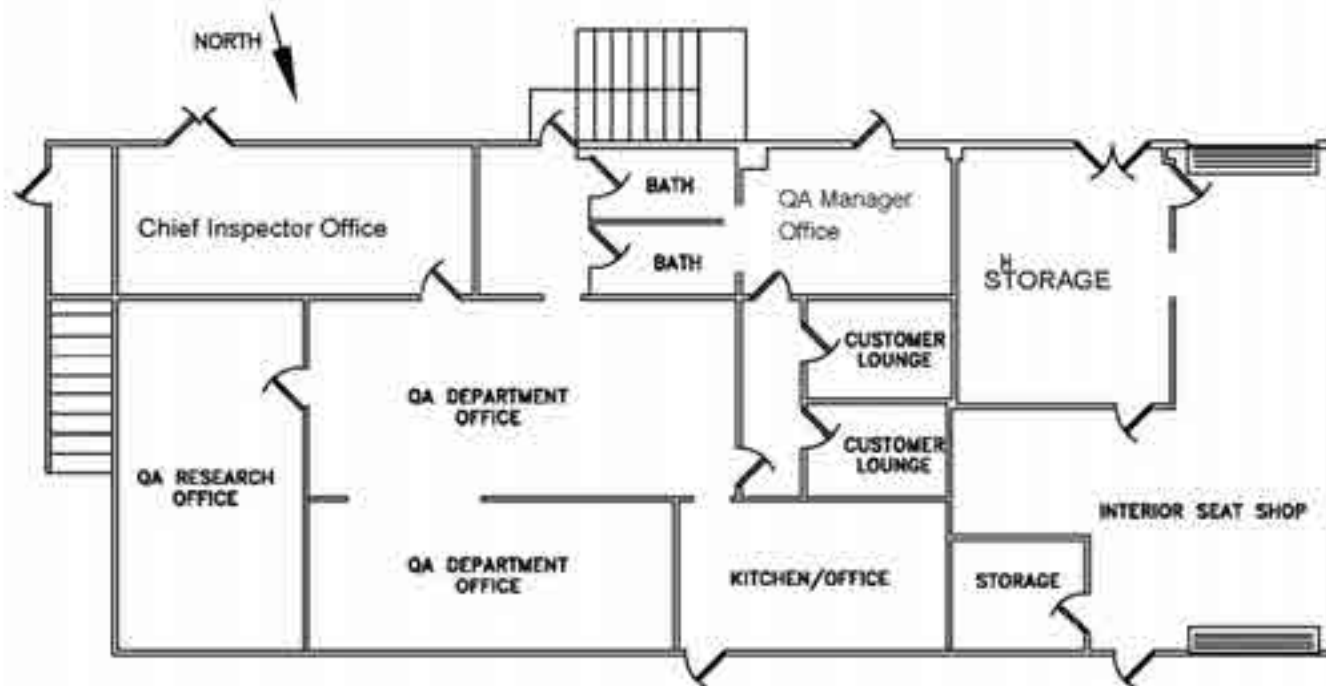 NORTH
BATH
QA Manager
Office
Chief Inspector Office
BATH
H
STORAGE
CUSTOMER
LOUNGE
QA DEPARTMENT
OFFICE
CUSTOMER
LOUNGE
QA RESEARCH
OFFICE
INTERIOR SEAT SHOP
QA DEPARTMENT
OFFICE
KITCHEN/OFFICE
STORAGE